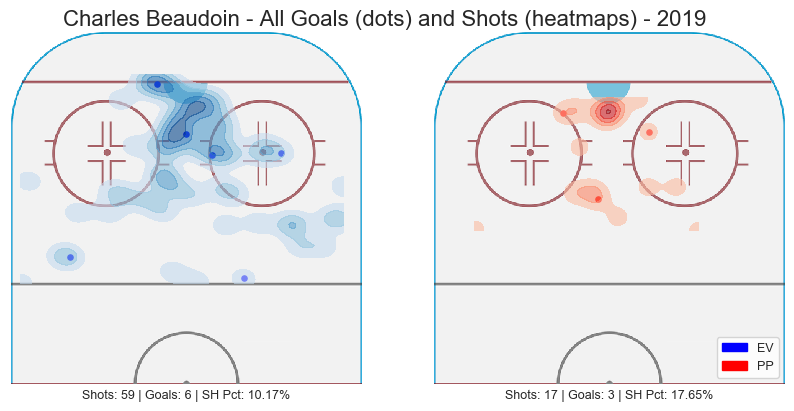 Charles Beaudoin - All Goals (dots) and Shots (heatmaps) - 2019
EV
PP
Shots: 59 | Goals: 6 | SH Pct: 10.17%
Shots: 17 | Goals: 3 | SH Pct: 17.65%